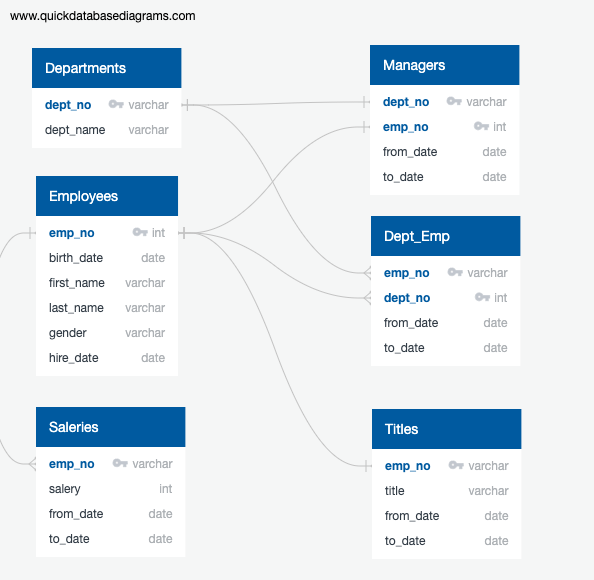 www.quickdatabasediagrams.com
Departments
dept_no varchar
dept_name varchar
Managers
dept_no varchar
emp_no int
from_date date
to_date date
Employees
emp_no int
birth_date date
first_name varchar
last_name varchar
gender varchar
hire_date date
Dept_Emp
emp_no varchar
dept_no int
from_date date
to_date date
Saleries
emp_no varchar
salery int
from_date date
to_date date
Titles
emp_no varchar
title varchar
from_date date
to_date date